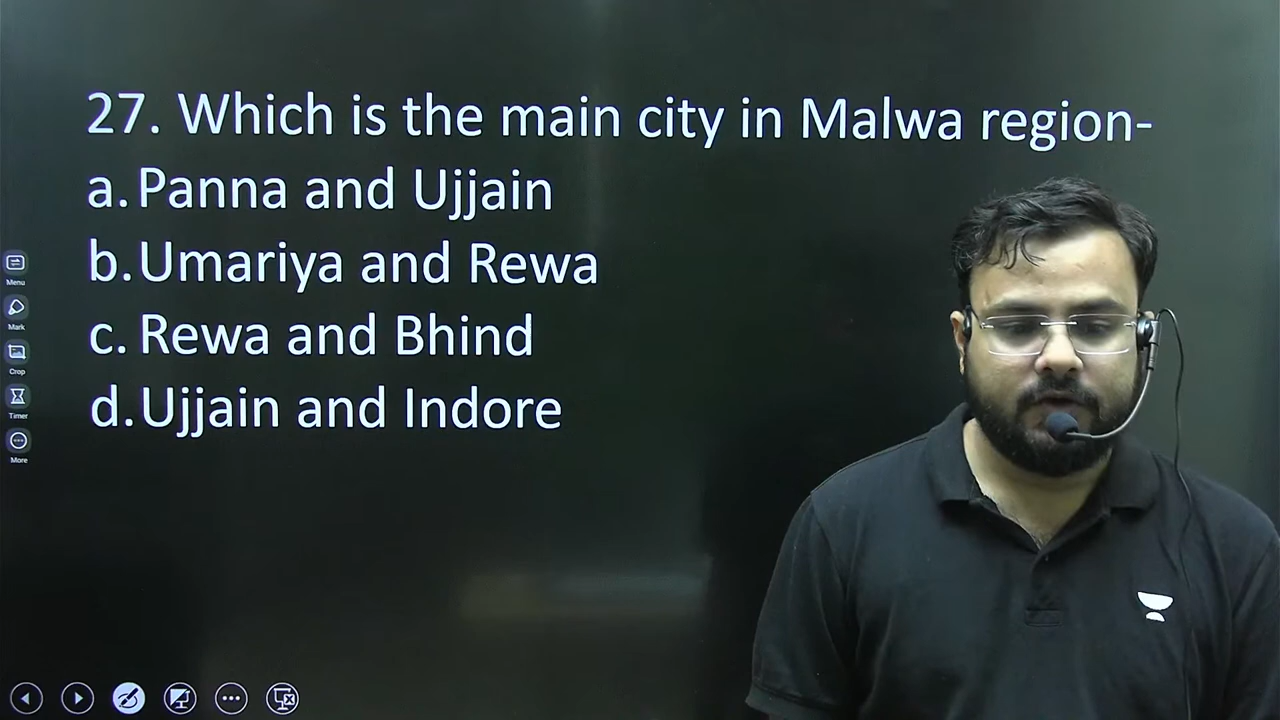 27. Which is the main city in Malwa region-
a. Panna and Ujjain
b. Umariya and Rewa
c. Rewa and Bhind
d. Ujjain and Indore
Menu
Mark
Crop
Timer
More